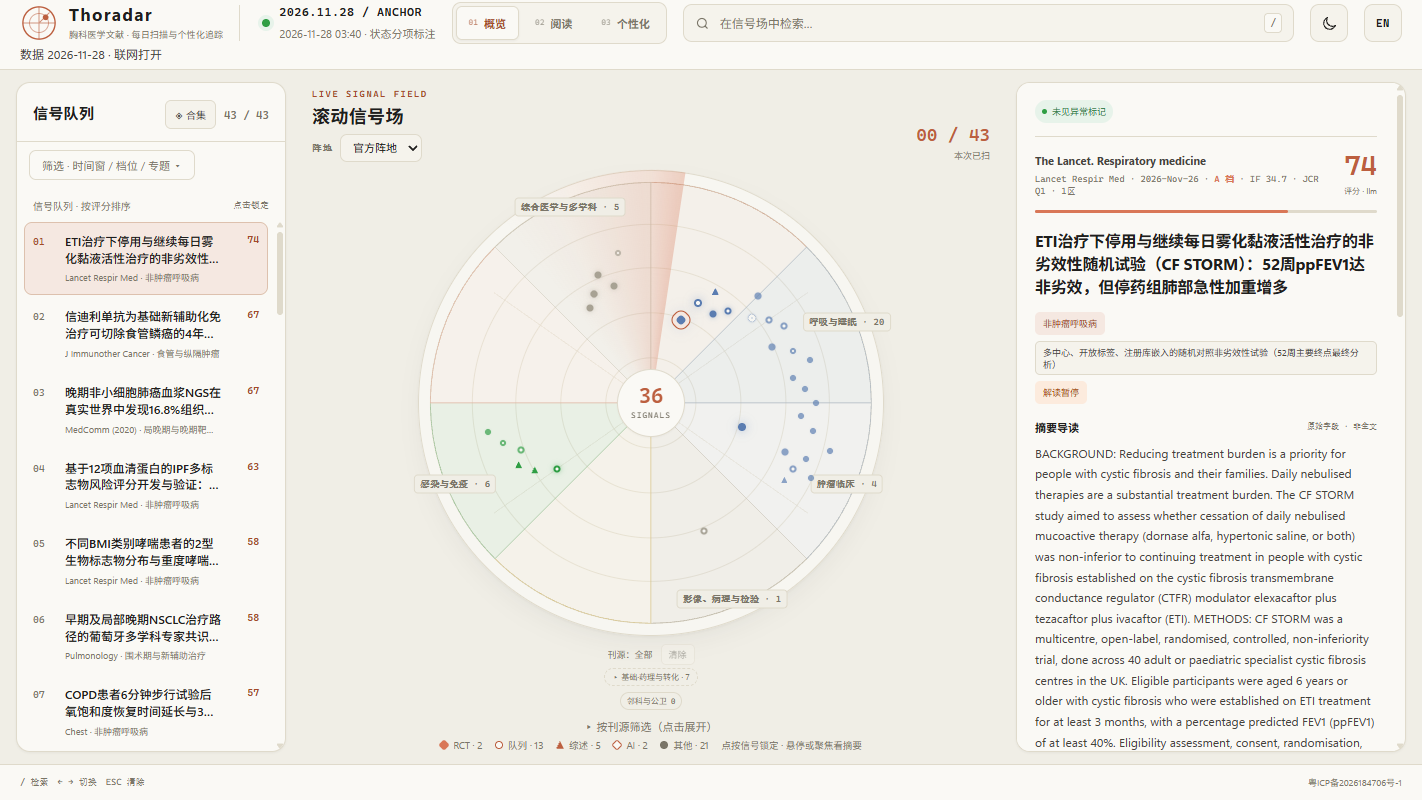 Thoradar
胸科医学文献 · 每日扫描与个性化追踪
2026.11.28 / ANCHOR
2026-11-28 03:40 · 状态分项标注
01 概览
02 阅读
03 个性化
在信号场中检索...
/
EN
数据 2026-11-28 · 联网打开
信号队列
◈ 合集
43 / 43
筛选 · 时间窗 / 档位 / 专题
信号队列 · 按评分排序
点击锁定
01
ETI治疗下停用与继续每日雾
化黏液活性治疗的非劣效性...
74
Lancet Respir Med · 非肿瘤呼吸病
02
信迪利单抗为基础新辅助化免
治疗可切除食管鳞癌的4年...
67
J Immunother Cancer · 食管与纵隔肿瘤
03
晚期非小细胞肺癌血浆NGS在
真实世界中发现16.8%组织...
67
MedComm (2020) · 局晚期与晚期靶...
04
基于12项血清蛋白的IPF多标
志物风险评分开发与验证：...
63
Lancet Respir Med · 非肿瘤呼吸病
05
不同BMI类别哮喘患者的2型
生物标志物分布与重度哮喘...
58
Lancet Respir Med · 非肿瘤呼吸病
06
早期及局部晚期NSCLC治疗路
径的葡萄牙多学科专家共识...
58
Pulmonology · 围术期与新辅助治疗
07
COPD患者6分钟步行试验后
氧饱和度恢复时间延长与3...
57
Chest · 非肿瘤呼吸病
LIVE SIGNAL FIELD
滚动信号场
阵地
官方阵地
00 / 43
本次已扫
综合医学与多学科 · 5
呼吸与睡眠 · 20
36
SIGNALS
感染与免疫 · 6
肿瘤临床 · 4
影像、病理与检验 · 1
刊源：全部
清除
▸ 基础·药理与转化 · 7
邻科与公卫 0
▸ 按刊源筛选（点击展开）
RCT · 2
队列 · 13
综述 · 5
AI · 2
其他 · 21
点按信号锁定 · 悬停或聚焦看摘要
未见异常标记
The Lancet. Respiratory medicine
Lancet Respir Med · 2026-Nov-26 · A 档 · IF 34.7 · JCR
Q1 · 1区
74
评分 · llm
ETI治疗下停用与继续每日雾化黏液活性治疗的非
劣效性随机试验（CF STORM）：52周ppFEV1达
非劣效，但停药组肺部急性加重增多
非肿瘤呼吸病
多中心、开放标签、注册库嵌入的随机对照非劣效性试验（52周主要终点最终分
析）
解读暂停
摘要导读
原始字段 · 非全文
BACKGROUND: Reducing treatment burden is a priority for
people with cystic fibrosis and their families. Daily nebulised
therapies are a substantial treatment burden. The CF STORM
study aimed to assess whether cessation of daily nebulised
mucoactive therapy (dornase alfa, hypertonic saline, or both)
was non-inferior to continuing treatment in people with cystic
fibrosis established on the cystic fibrosis transmembrane
conductance regulator (CTFR) modulator elexacaftor plus
tezacaftor plus ivacaftor (ETI). METHODS: CF STORM was a
multicentre, open-label, randomised, controlled, non-inferiority
trial, done across 40 adult or paediatric specialist cystic fibrosis
centres in the UK. Eligible participants were aged 6 years or
older with cystic fibrosis who were established on ETI treatment
for at least 3 months, with a percentage predicted FEV1 (ppFEV1)
of at least 40%. Eligibility assessment, consent, randomisation,
/ 检索
← → 切换
ESC 清除
粤ICP备2026184706号-1